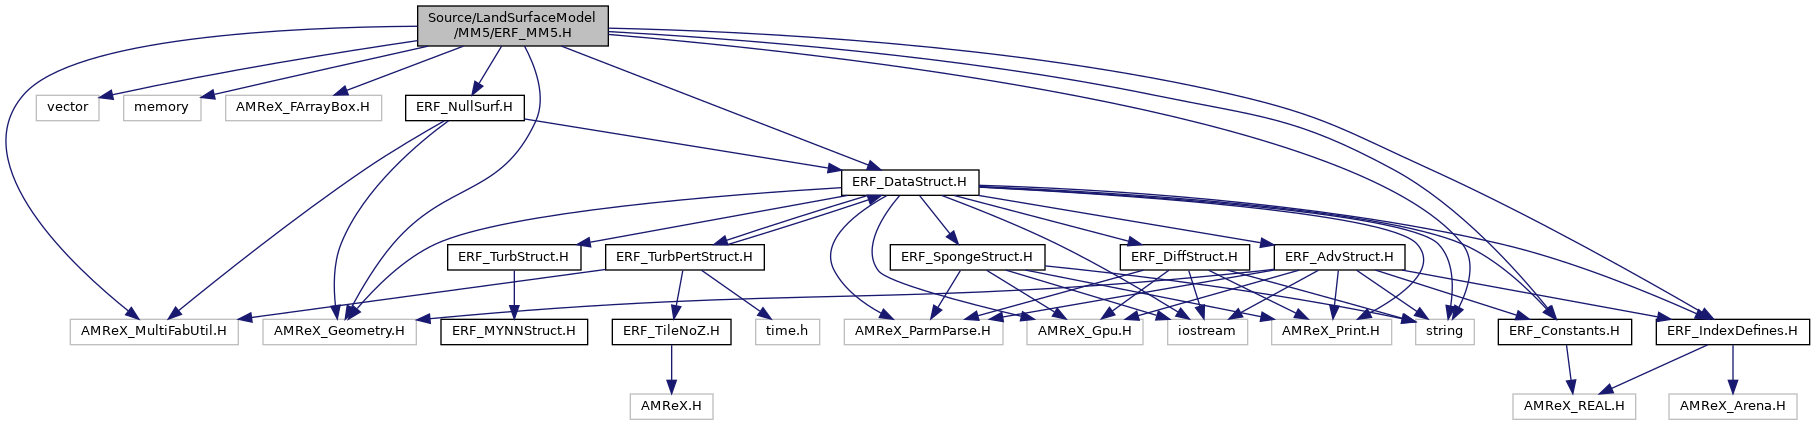 Source/LandSurfaceModel
/MM5/ERF_MM5.H
vector
memory
AMReX_FArrayBox.H
ERF_NullSurf.H
ERF_DataStruct.H
ERF_TurbStruct.H
ERF_TurbPertStruct.H
ERF_SpongeStruct.H
ERF_DiffStruct.H
ERF_AdvStruct.H
AMReX_MultiFabUtil.H
AMReX_Geometry.H
ERF_MYNNStruct.H
ERF_TileNoZ.H
time.h
AMReX_ParmParse.H
AMReX_Gpu.H
iostream
AMReX_Print.H
string
ERF_Constants.H
ERF_IndexDefines.H
AMReX.H
AMReX_REAL.H
AMReX_Arena.H